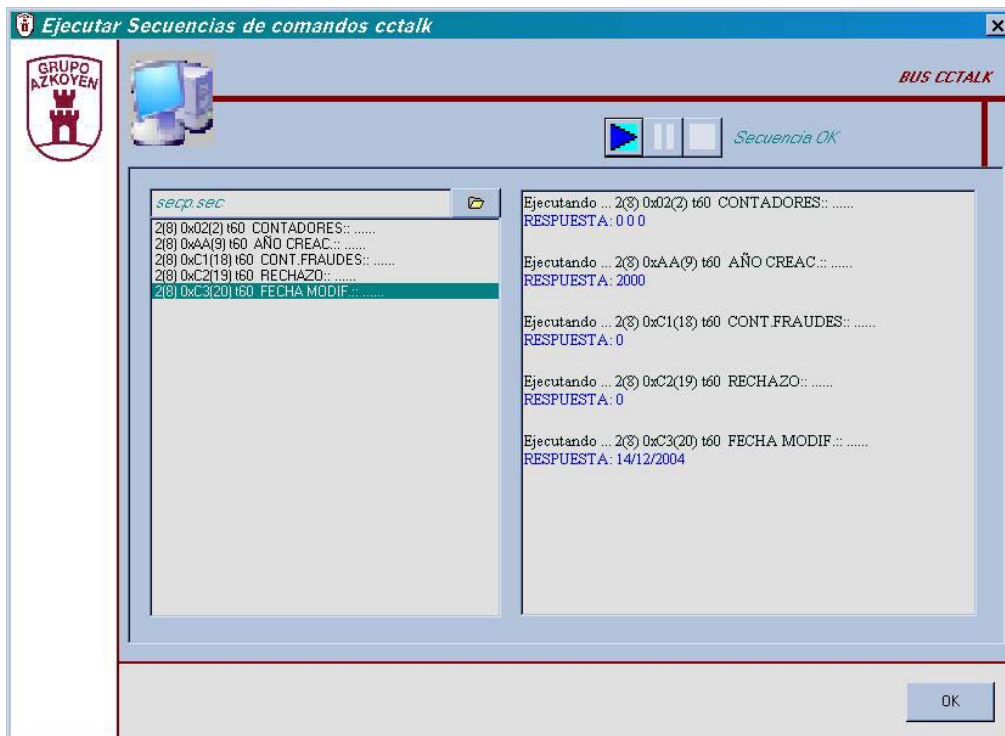 Ejecutar Secuencias de comandos cctalk
GRUPO
AZKOYEN
BUS CCTALK
Secuencia OK
secp.sec
2(8) 0x02(2) t60 CONTADORES:: ......
2(8) 0xAA(9) t60 AÑO CREAC.:: ......
2(8) 0xC1(18) t60 CONT.FRAUDES:: ......
2(8) 0xC2(19) t60 RECHAZO:: ......
2(8) 0xC3(20) t60 FECHA MODIF.:: ......
Ejecutando ... 2(8) 0x02(2) t60 CONTADORES:: ......
RESPUESTA: 0 0 0
Ejecutando ... 2(8) 0xAA(9) t60 AÑO CREAC.:: ......
RESPUESTA: 2000
Ejecutando ... 2(8) 0xC1(18) t60 CONT.FRAUDES:: ......
RESPUESTA: 0
Ejecutando ... 2(8) 0xC2(19) t60 RECHAZO:: ......
RESPUESTA: 0
Ejecutando ... 2(8) 0xC3(20) t60 FECHA MODIF.:: ......
RESPUESTA: 14/12/2004
OK